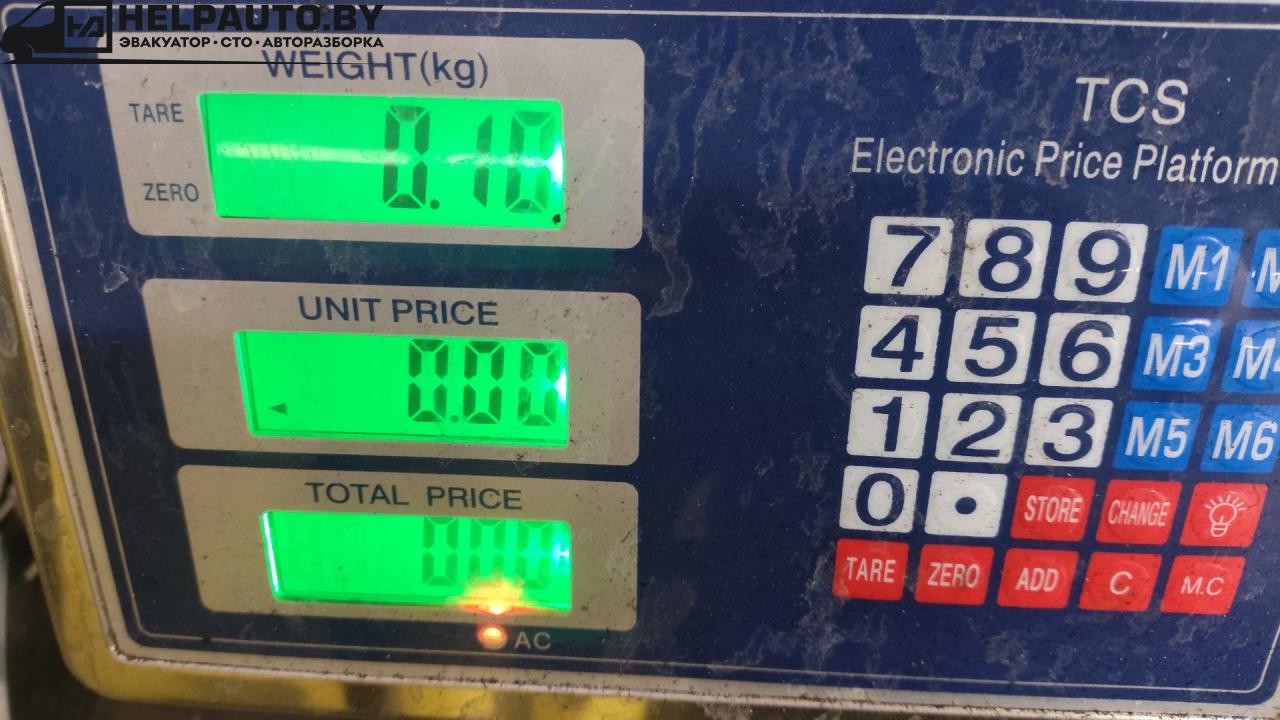 HELPAUTO.BY
ЭВАКУАТОР · СТО · АВТОРАЗБОРКА
WEIGHT(kg)
TARE
0.10
ZERO
UNIT PRICE
0.00
TOTAL PRICE
AC
TCS
Electronic Price Platform
7 8 9 M1
4 5 6 M3
1 2 3 M5 M6
0 • STORE CHANGE
TARE ZERO ADD C M.C